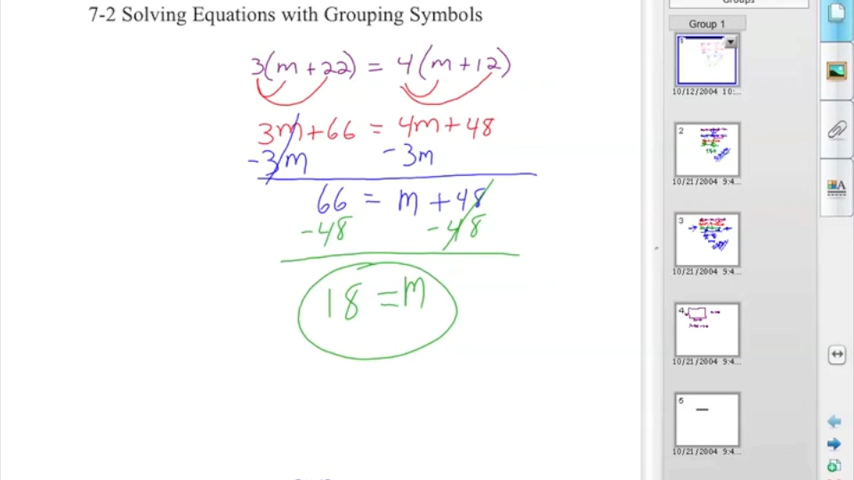 7-2 Solving Equations with Grouping Symbols
3(m+22) = 4(m+12)
3m+66 = 4m+48
-3m -3m
66 = m+48
-48 -48
18 = m
Group 1
1
10/12/2004 10:...
2
10/21/2004 9:4...
3
10/21/2004 9:4...
4
10/21/2004 9:4...
5
10/21/2004 9:4...